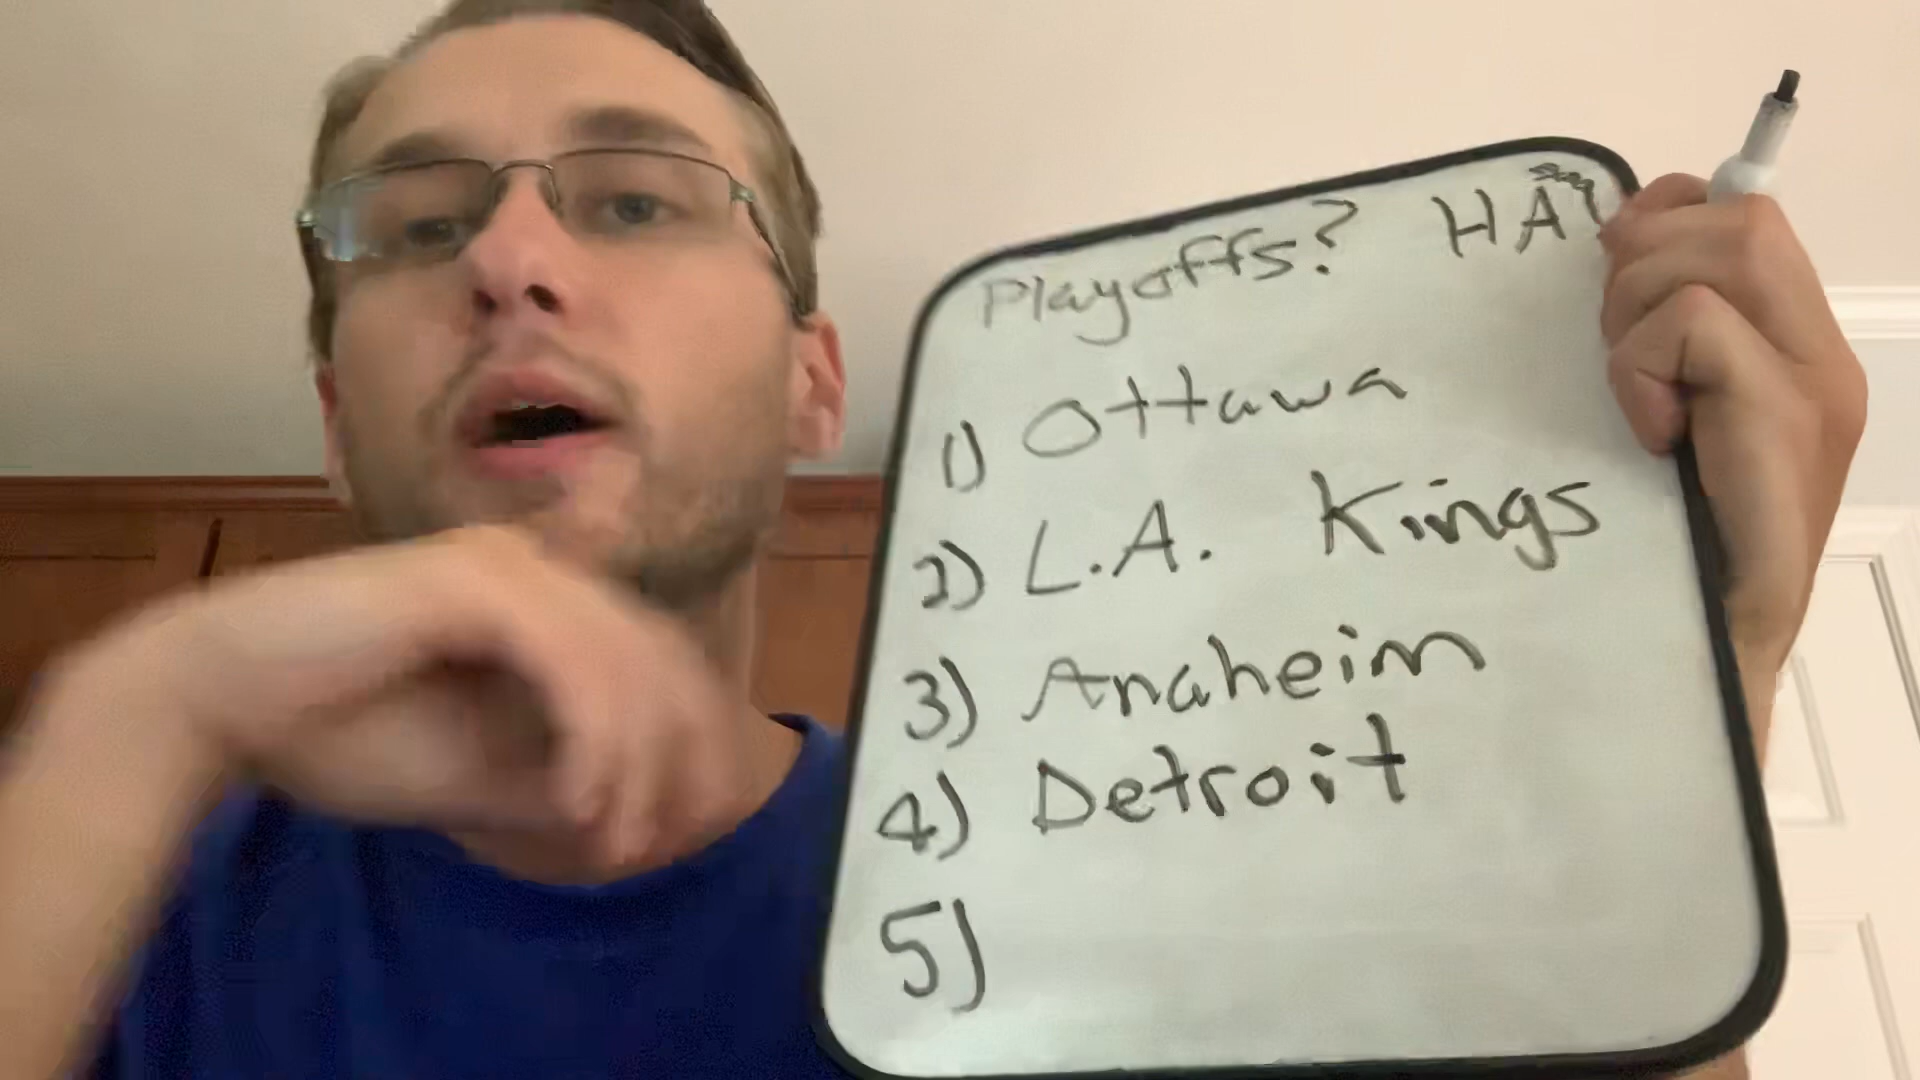 Playoffs? HA
1) Ottawa
2) L.A. Kings
3) Anaheim
4) Detroit
5)